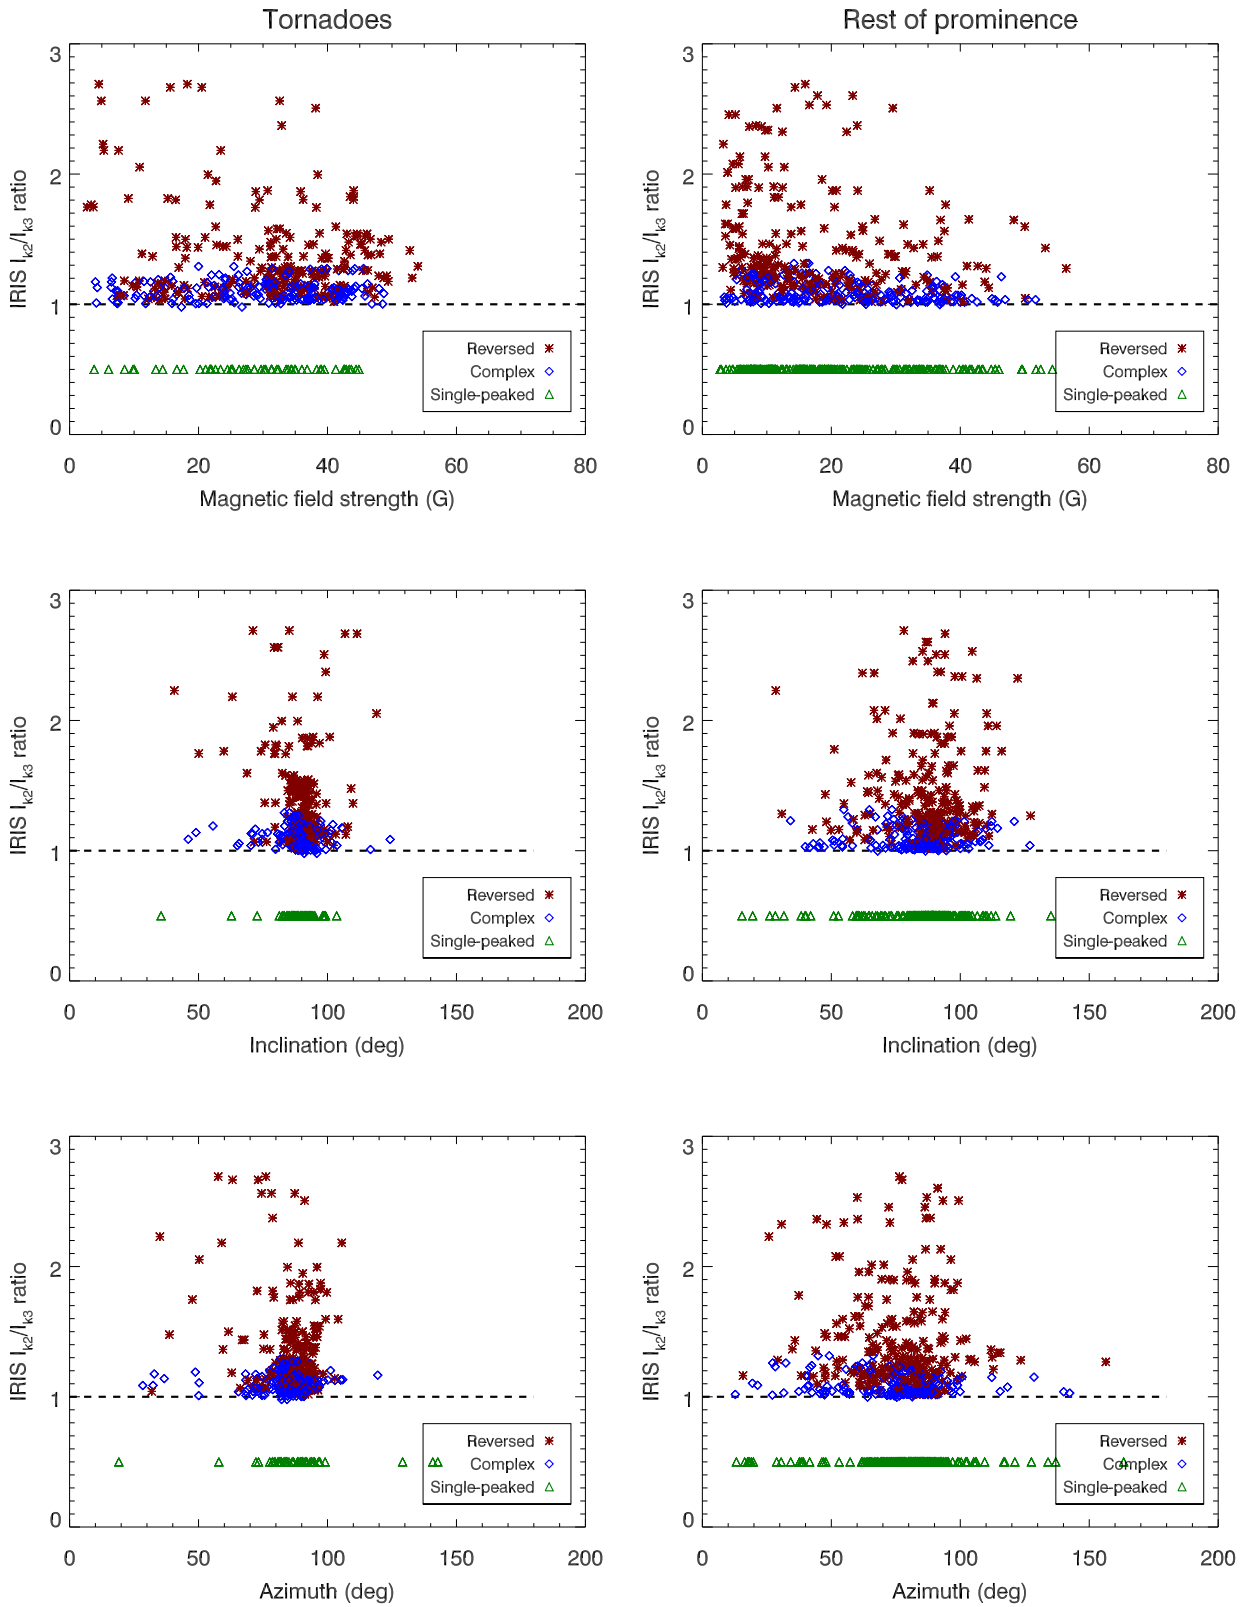 Tornadoes
Rest of prominence
3
2
1
0
IRIS Ik2/Ik3 ratio
Reversed
Complex
Single-peaked
0 20 40 60 80
Magnetic field strength (G)
3
2
1
0
IRIS Ik2/Ik3 ratio
Reversed
Complex
Single-peaked
0 20 40 60 80
Magnetic field strength (G)
3
2
1
0
IRIS Ik2/Ik3 ratio
Reversed
Complex
Single-peaked
0 50 100 150 200
Inclination (deg)
3
2
1
0
IRIS Ik2/Ik3 ratio
Reversed
Complex
Single-peaked
0 50 100 150 200
Inclination (deg)
3
2
1
0
IRIS Ik2/Ik3 ratio
Reversed
Complex
Single-peaked
0 50 100 150 200
Azimuth (deg)
3
2
1
0
IRIS Ik2/Ik3 ratio
Reversed
Complex
Single-peaked
0 50 100 150 200
Azimuth (deg)